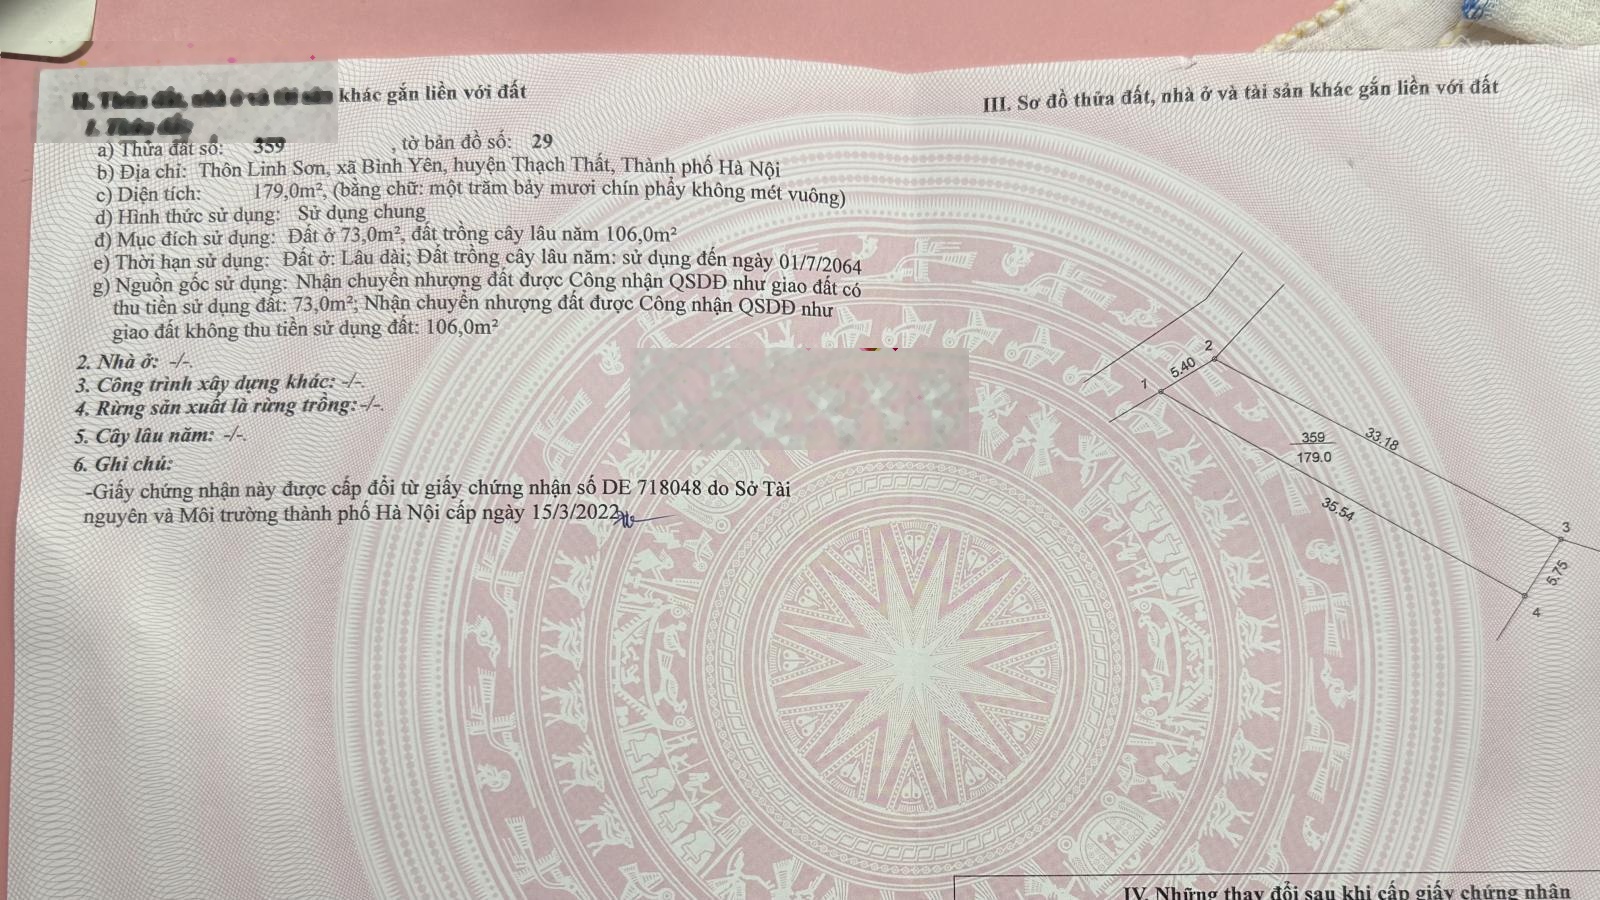 II. Thửa đất, nhà ở và tài sản khác gắn liền với đất
1. Thửa đất
a) Thửa đất số: 359 , tờ bản đồ số: 29
b) Địa chỉ: Thôn Linh Sơn, xã Bình Yên, huyện Thạch Thất, Thành phố Hà Nội
c) Diện tích: 179,0m², (bằng chữ: một trăm bảy mươi chín phẩy không mét vuông)
d) Hình thức sử dụng: Sử dụng chung
đ) Mục đích sử dụng: Đất ở 73,0m², đất trồng cây lâu năm 106,0m²
e) Thời hạn sử dụng: Đất ở: Lâu dài; Đất trồng cây lâu năm: sử dụng đến ngày 01/7/2064
g) Nguồn gốc sử dụng: Nhận chuyển nhượng đất được Công nhận QSDĐ như giao đất có
thu tiền sử dụng đất: 73,0m²; Nhận chuyển nhượng đất được Công nhận QSDĐ như
giao đất không thu tiền sử dụng đất: 106,0m²
2. Nhà ở: -/-.
3. Công trình xây dựng khác: -/-.
4. Rừng sản xuất là rừng trồng: -/-.
5. Cây lâu năm: -/-.
6. Ghi chú:
-Giấy chứng nhận này được cấp đổi từ giấy chứng nhận số DE 718048 do Sở Tài
nguyên và Môi trường thành phố Hà Nội cấp ngày 15/3/2022
III. Sơ đồ thửa đất, nhà ở và tài sản khác gắn liền với đất
2
5.40
1
33.18
359
179.0
35.54
3
5.75
4
IV. Những thay đổi sau khi cấp giấy chứng nhận